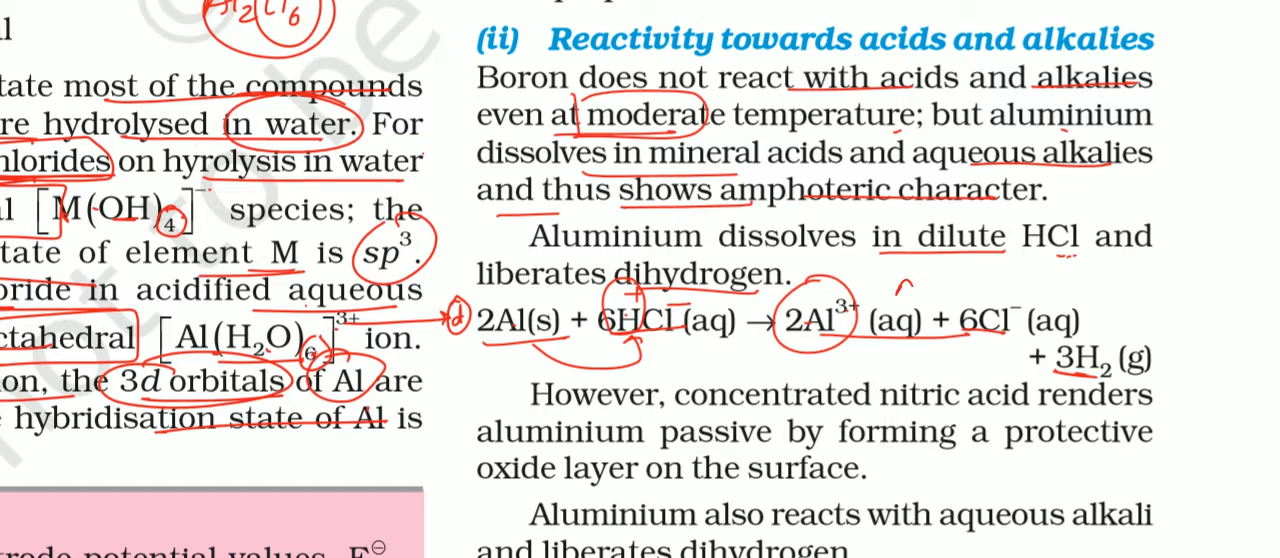 Al₂Cl₆
al
tate most of the compounds
re hydrolysed in water. For
hlorides on hyrolysis in water
al [M(OH)₄]⁻ species; the
tate of element M is sp³.
oride in acidified aqueous
ctahedral [Al(H₂O)₆]³⁺ ion.
on, the 3d orbitals of Al are
hybridisation state of Al is
trode potential values, E⊖
(ii) Reactivity towards acids and alkalies
Boron does not react with acids and alkalies
even at moderate temperature; but aluminium
dissolves in mineral acids and aqueous alkalies
and thus shows amphoteric character.
Aluminium dissolves in dilute HCl and
liberates dihydrogen.
d 2Al(s) + 6HCl (aq) → 2Al³⁺ (aq) + 6Cl⁻ (aq)
+ 3H₂ (g)
However, concentrated nitric acid renders
aluminium passive by forming a protective
oxide layer on the surface.
Aluminium also reacts with aqueous alkali
and liberates dihydrogen